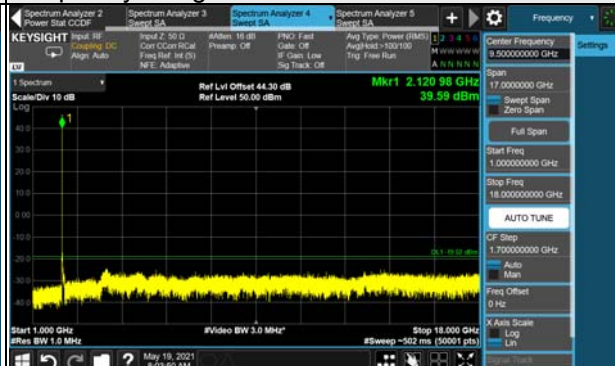 Spectrum Analyzer 2 Power Stat CCDF
Spectrum Analyzer 3 Swept SA
Spectrum Analyzer 4 Swept SA
Spectrum Analyzer 5 Swept SA
+
Frequency
KEYSIGHT Input: RF
Coupling: DC
Align: Auto
Input Z: 50 Ω
Corr CCorr RCal
Freq Ref: Int (S)
NFE: Adaptive
#Atten: 16 dB
Preamp: Off
PNO: Fast
Gate: Off
IF Gain: Low
Sig Track: Off
Avg Type: Power (RMS)
Avg|Hold:>100/100
Trig: Free Run
1 2 3 4 5 6
M W W W W W
A N N N N N
LXI
1 Spectrum
Scale/Div 10 dB
Log
Ref Lvl Offset 44.30 dB
Ref Level 50.00 dBm
Mkr1 2.120 98 GHz
39.59 dBm
1
40.0
30.0
20.0
10.0
0.00
-10.0
-20.0
-30.0
-40.0
Start 1.000 GHz
#Res BW 1.0 MHz
#Video BW 3.0 MHz*
Stop 18.000 GHz
#Sweep ~502 ms (50001 pts)
May 19, 2021
?
Center Frequency
9.500000000 GHz
Settings
Span
17.0000000 GHz
Swept Span
Zero Span
Full Span
Start Freq
1.000000000 GHz
Stop Freq
18.000000000 GHz
AUTO TUNE
CF Step
1.700000000 GHz
Auto
Man
Freq Offset
0 Hz
X Axis Scale
Log
Lin
Signal Track